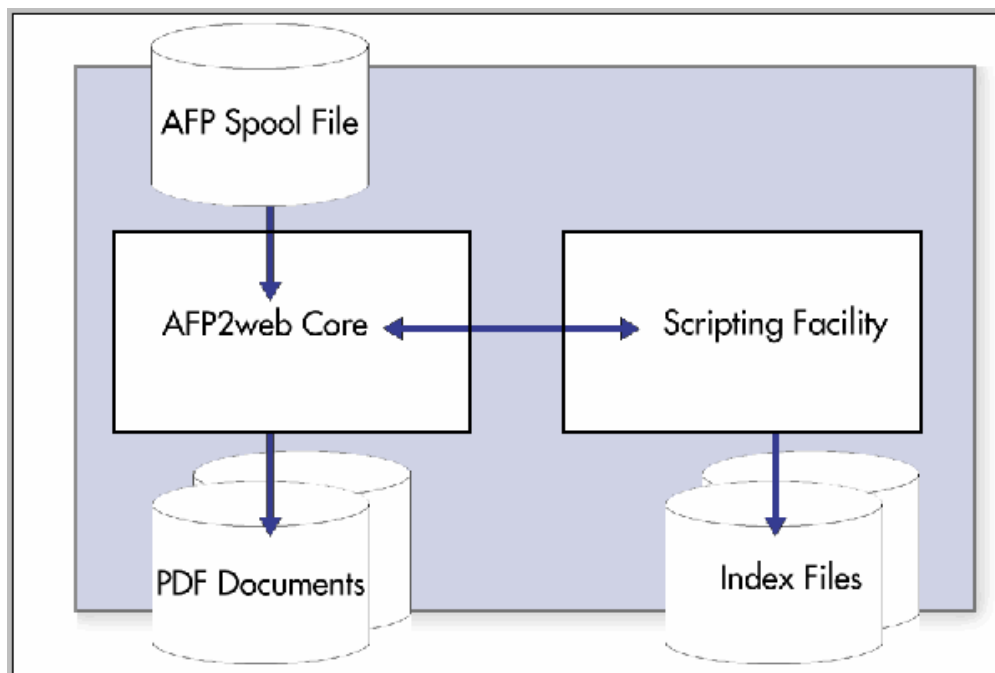 AFP Spool File
AFP2web Core
Scripting Facility
PDF Documents
Index Files